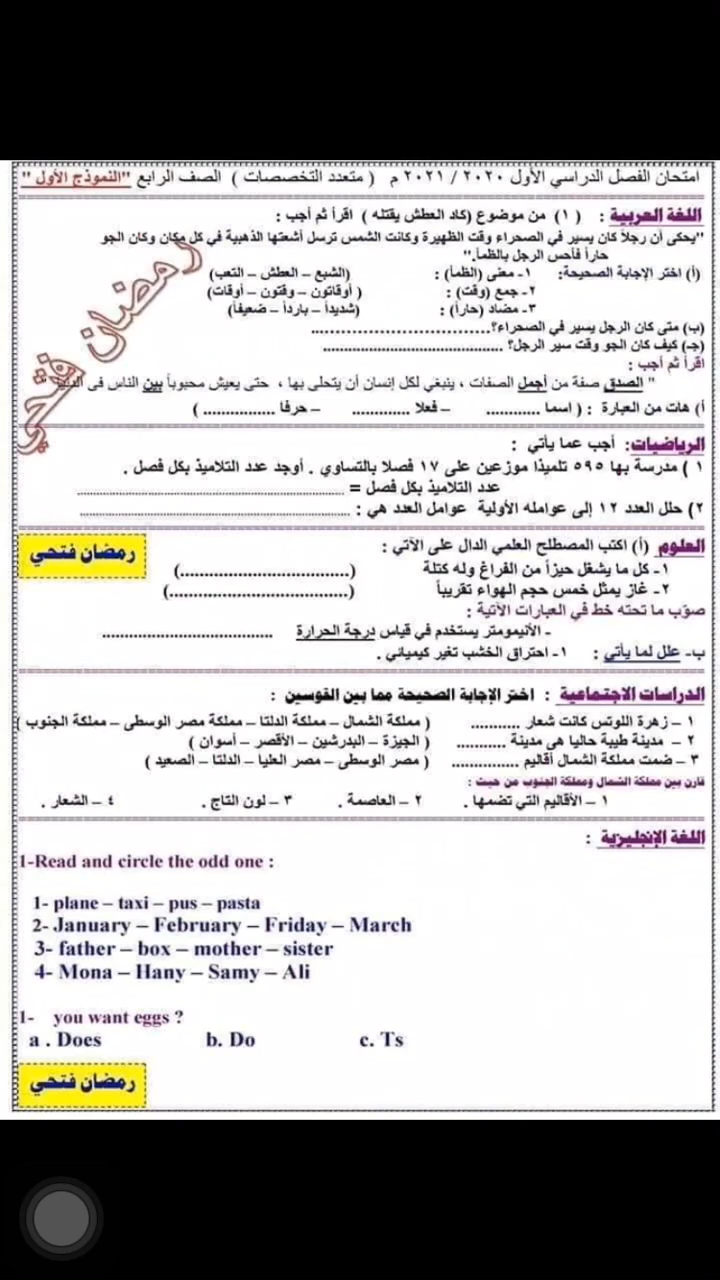 امتحان الفصل الدراسي الأول ٢٠٢٠ / ٢٠٢١ م ( متعدد التخصصات ) الصف الرابع "النموذج الأول "
اللغة العربية : ( ١ ) من موضوع (كاد العطش يقتله ) اقرأ ثم أجب :
"يحكى أن رجلاً كان يسير في الصحراء وقت الظهيرة وكانت الشمس ترسل أشعتها الذهبية في كل مكان وكان الجو
حاراً فأحس الرجل بالظمأ."
(أ) اختر الإجابة الصحيحة: ١- معنى (الظمأ) : (الشبع – العطش – التعب)
٢- جمع (وقت) : ( أوقاتون – وقتون – أوقات)
٣- مضاد (حاراً) : (شديداً – بارداً – ضعيفاً)
(ب) متى كان الرجل يسير في الصحراء؟................................
(جـ) كيف كان الجو وقت سير الرجل؟ ................................
اقرأ ثم أجب :
" الصدق صفة من أجمل الصفات ، ينبغي لكل إنسان أن يتحلى بها ، حتى يعيش محبوباً بين الناس فى
أ) هات من العبارة : ( اسما ............ – فعلا ............. – حرفا ................ )
رمضان فتحي
الرياضيات: أجب عما يأتي :
١ ) مدرسة بها ٥٩٥ تلميذا موزعين على ١٧ فصلا بالتساوي . أوجد عدد التلاميذ بكل فصل .
عدد التلاميذ بكل فصل = ................................
٢) حلل العدد ١٢ إلى عوامله الأولية عوامل العدد هي : ................................
العلوم (أ) اكتب المصطلح العلمي الدال على الآتي :
رمضان فتحي
١- كل ما يشغل حيزاً من الفراغ وله كتلة (................................)
٢- غاز يمثل خمس حجم الهواء تقريباً (................................)
صوّب ما تحته خط في العبارات الآتية :
- الأنيمومتر يستخدم في قياس درجة الحرارة ................................
ب- علل لما يأتي : ١- احتراق الخشب تغير كيميائي .
الدراسات الاجتماعية : اختر الإجابة الصحيحة مما بين القوسين :
١ – زهرة اللوتس كانت شعار ........... ( مملكة الشمال – مملكة الدلتا – مملكة مصر الوسطى – مملكة الجنوب )
٢ – مدينة طيبة حاليا هى مدينة ........... ( الجيزة – البدرشين – الأقصر – أسوان )
٣ – ضمت مملكة الشمال أقاليم .............. ( مصر الوسطى – مصر العليا – الدلتا – الصعيد )
قارن بين مملكة الشمال ومملكة الجنوب من حيث :
١ – الأقاليم التي تضمها . ٢ – العاصمة . ٣ – لون التاج . ٤ – الشعار .
اللغة الإنجليزية :
1-Read and circle the odd one :
1- plane – taxi – pus – pasta
2- January – February – Friday – March
3- father – box – mother – sister
4- Mona – Hany – Samy – Ali
1- you want eggs ?
a . Does b. Do c. Ts
رمضان فتحي